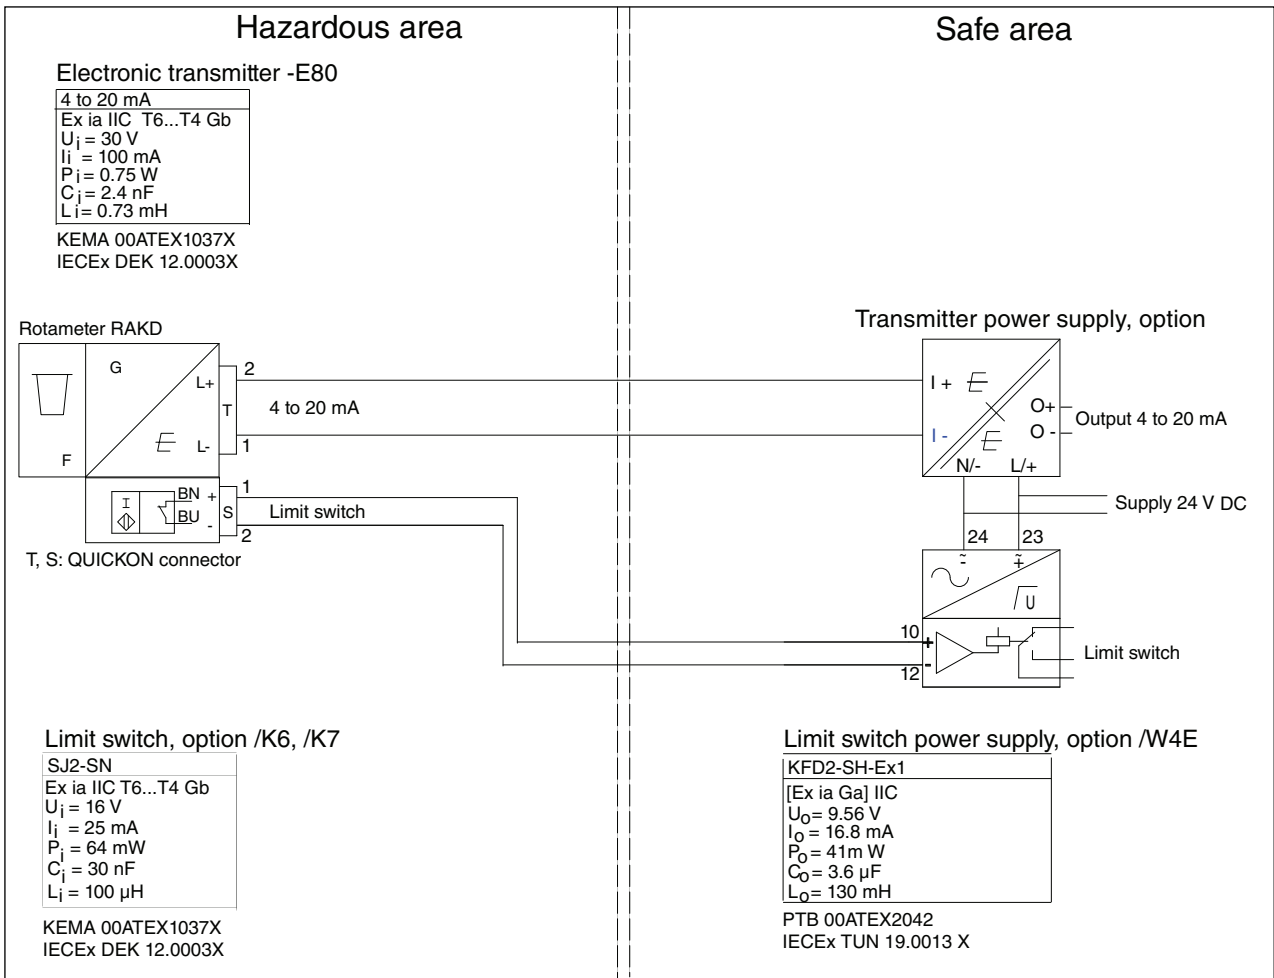 Hazardous area
Safe area
Electronic transmitter -E80
4 to 20 mA
Ex ia IIC T6...T4 Gb
Ui = 30 V
Ii = 100 mA
Pi = 0.75 W
Ci = 2.4 nF
Li = 0.73 mH
KEMA 00ATEX1037X
IECEx DEK 12.0003X
Rotameter RAKD
G
F
E
L+
L-
T
2
1
4 to 20 mA
I
BN +
BU -
S
1
2
Limit switch
T, S: QUICKON connector
Transmitter power supply, option
I +
I -
E
E
O+
O -
Output 4 to 20 mA
N/- L/+
Supply 24 V DC
24 23
~ -
~ +
U
10
12
+
-
Limit switch
Limit switch, option /K6, /K7
SJ2-SN
Ex ia IIC T6...T4 Gb
Ui = 16 V
Ii = 25 mA
Pi = 64 mW
Ci = 30 nF
Li = 100 µH
KEMA 00ATEX1037X
IECEx DEK 12.0003X
Limit switch power supply, option /W4E
KFD2-SH-Ex1
[Ex ia Ga] IIC
Uo= 9.56 V
Io = 16.8 mA
Po = 41m W
Co = 3.6 µF
Lo = 130 mH
PTB 00ATEX2042
IECEx TUN 19.0013 X